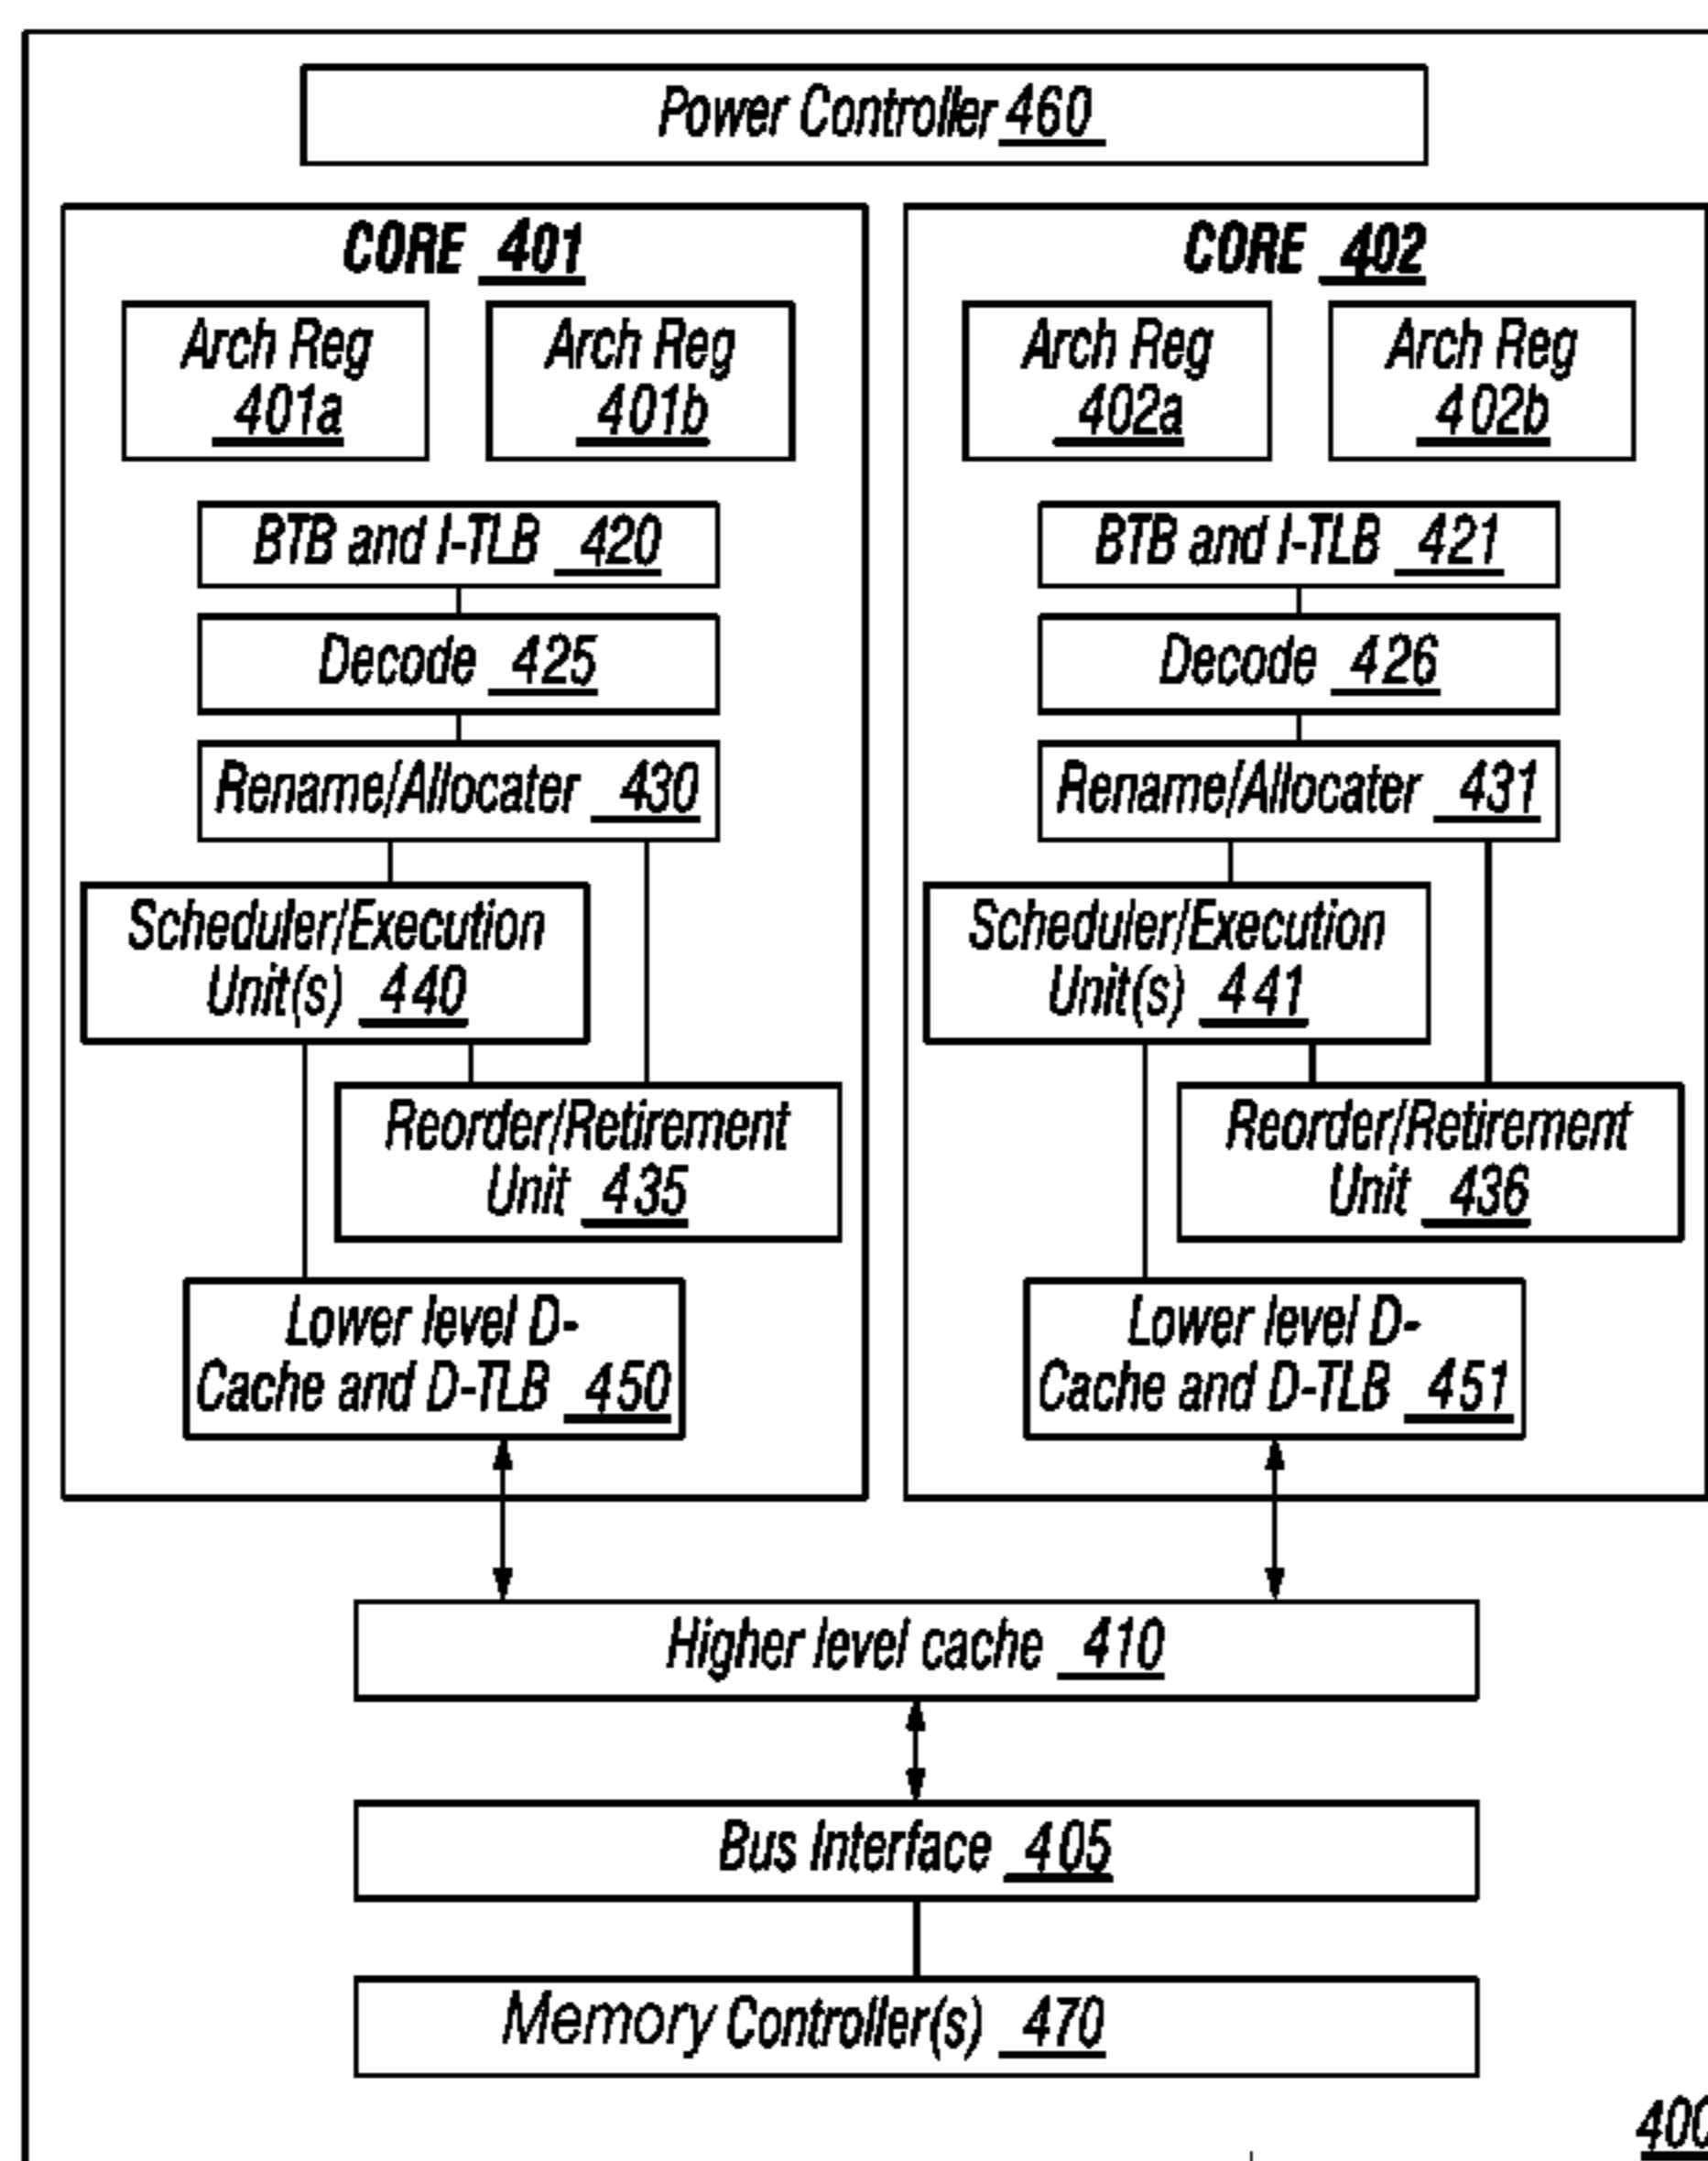 Power Controller 460
CORE 401
Arch Reg
401a
Arch Reg
401b
BTB and I-TLB 420
Decode 425
Rename/Allocater 430
Scheduler/Execution
Unit(s) 440
Reorder/Retirement
Unit 435
Lower level D-
Cache and D-TLB 450
CORE 402
Arch Reg
402a
Arch Reg
402b
BTB and I-TLB 421
Decode 426
Rename/Allocater 431
Scheduler/Execution
Unit(s) 441
Reorder/Retirement
Unit 436
Lower level D-
Cache and D-TLB 451
Higher level cache 410
Bus Interface 405
Memory Controller(s) 470
400